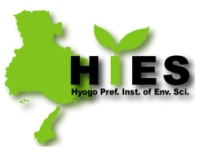 HIES
Hyogo Pref. Inst. of Env. Sci.